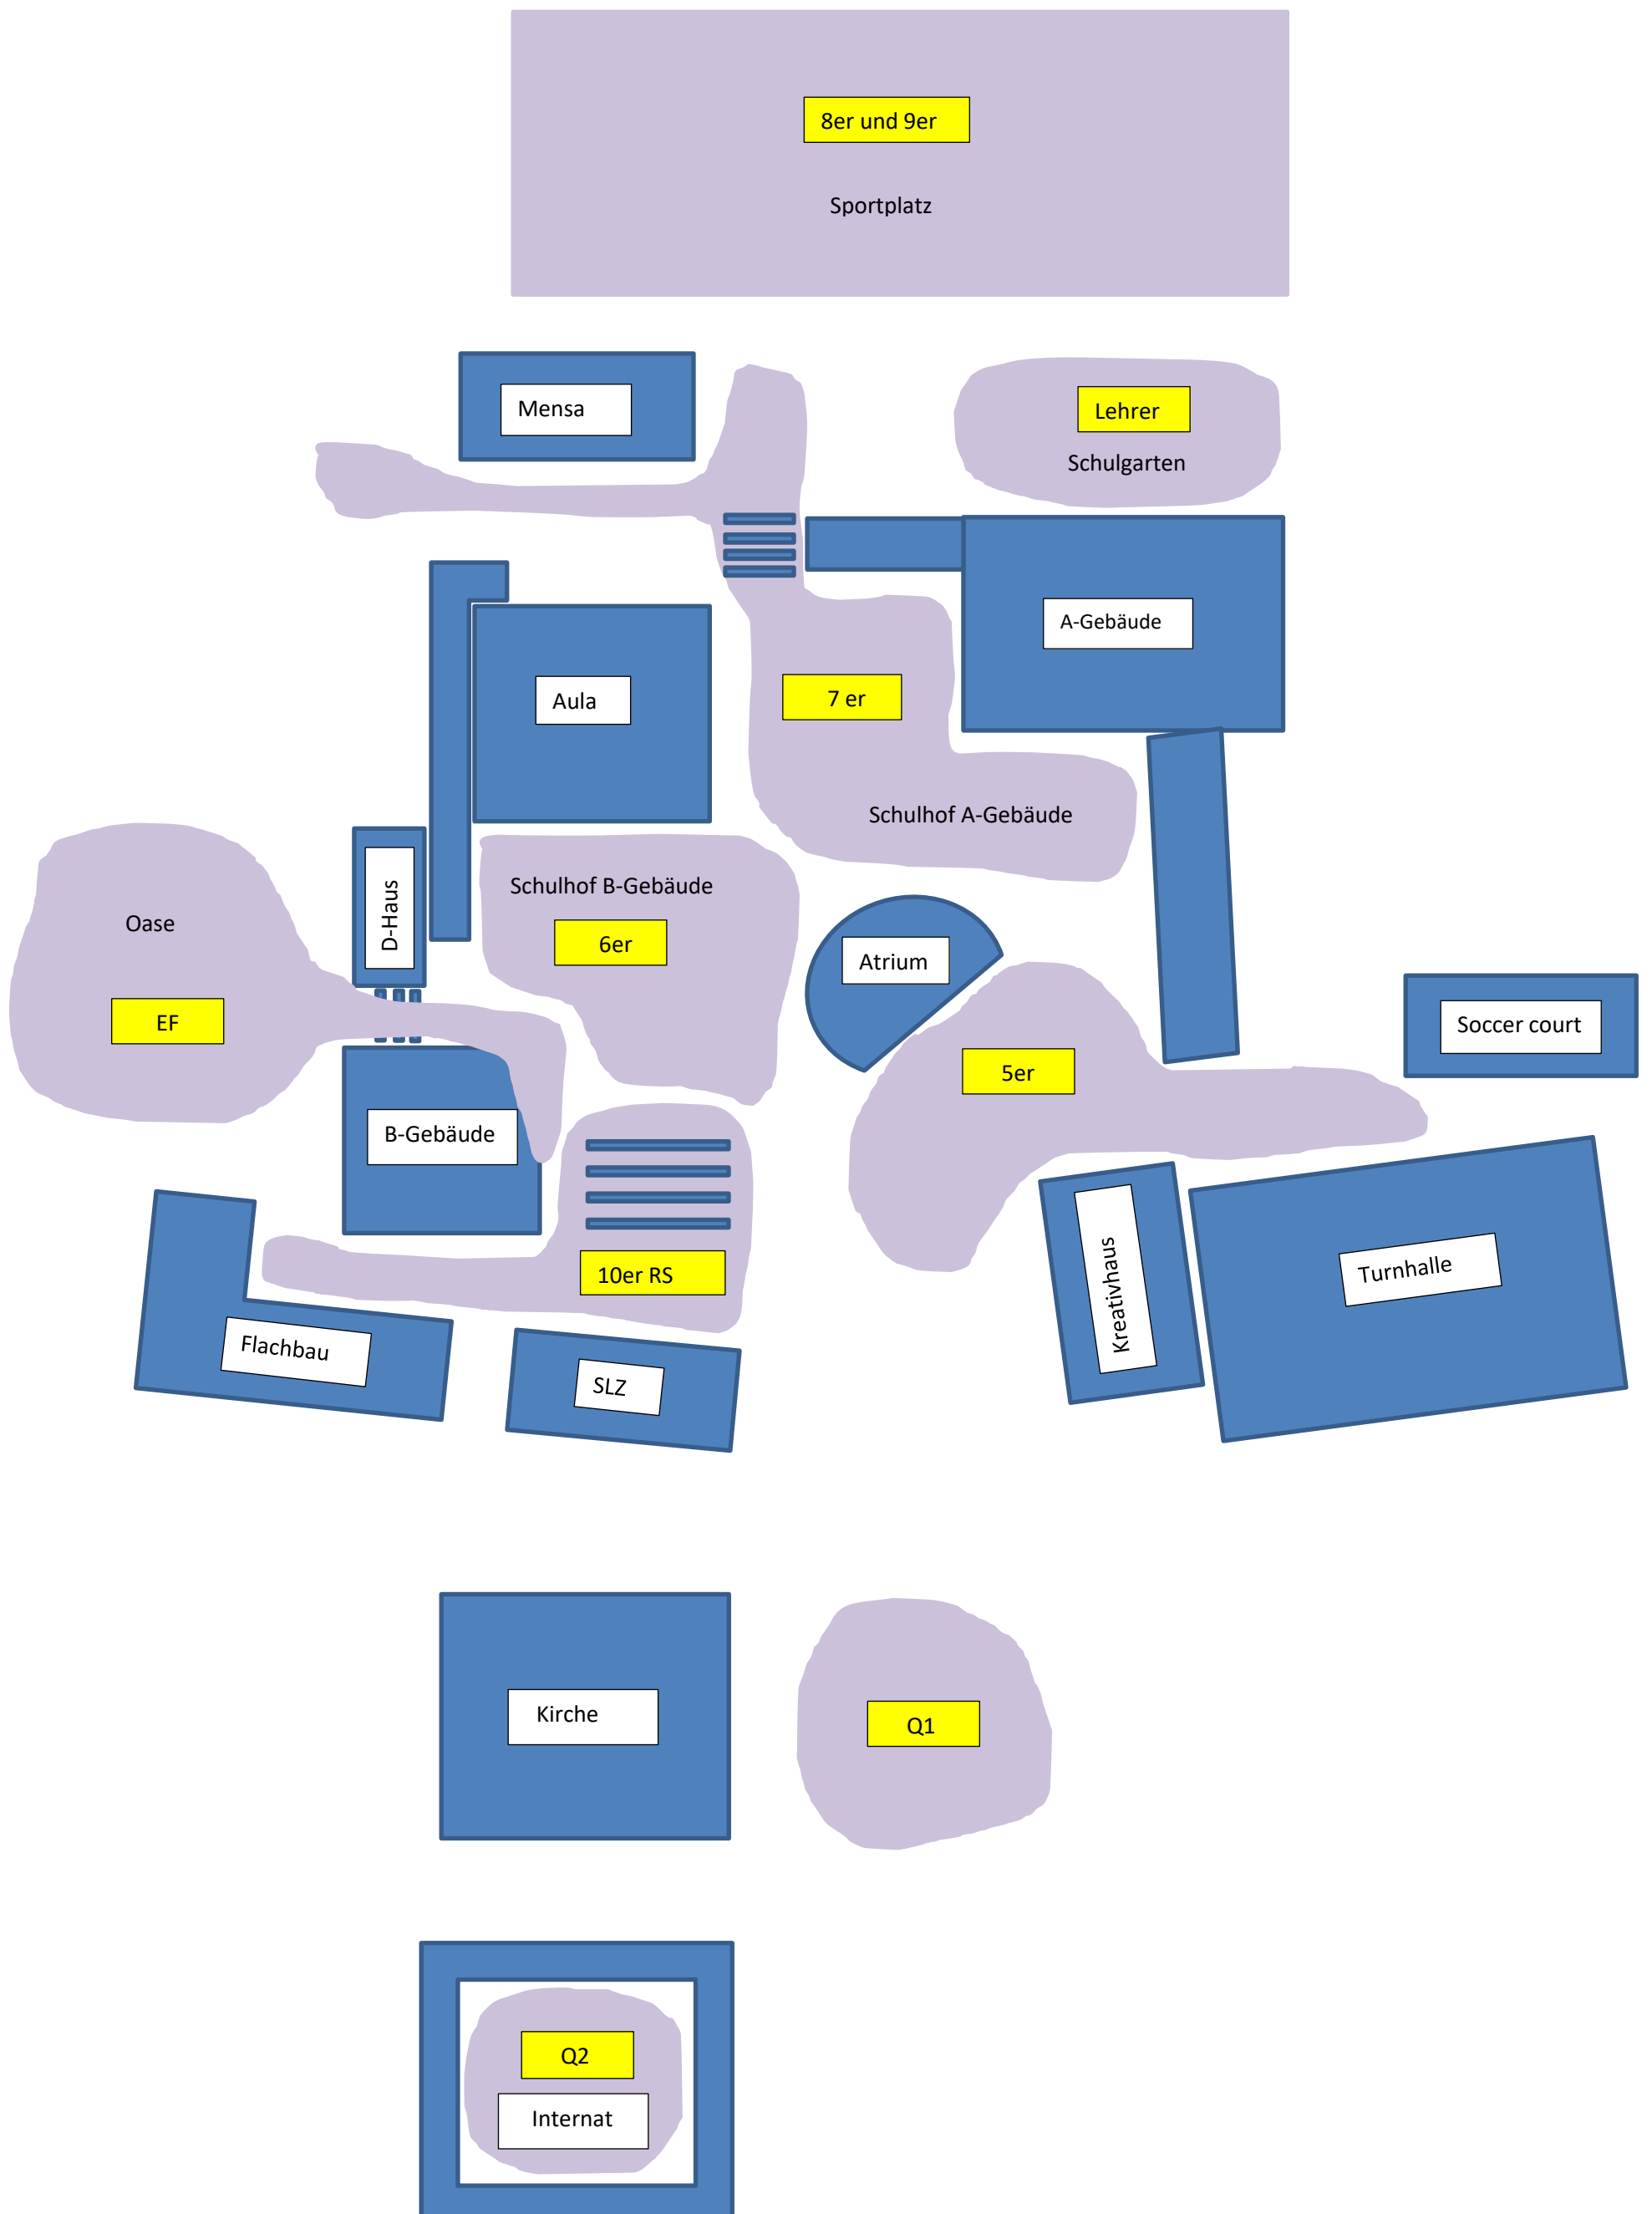 8er und 9er
Sportplatz
Mensa
Lehrer
Schulgarten
A-Gebäude
Aula
7 er
Schulhof A-Gebäude
Schulhof B-Gebäude
D-Haus
Oase
6er
Atrium
EF
Soccer court
5er
B-Gebäude
10er RS
Turnhalle
Kreativhaus
Flachbau
SLZ
Kirche
Q1
Q2
Internat